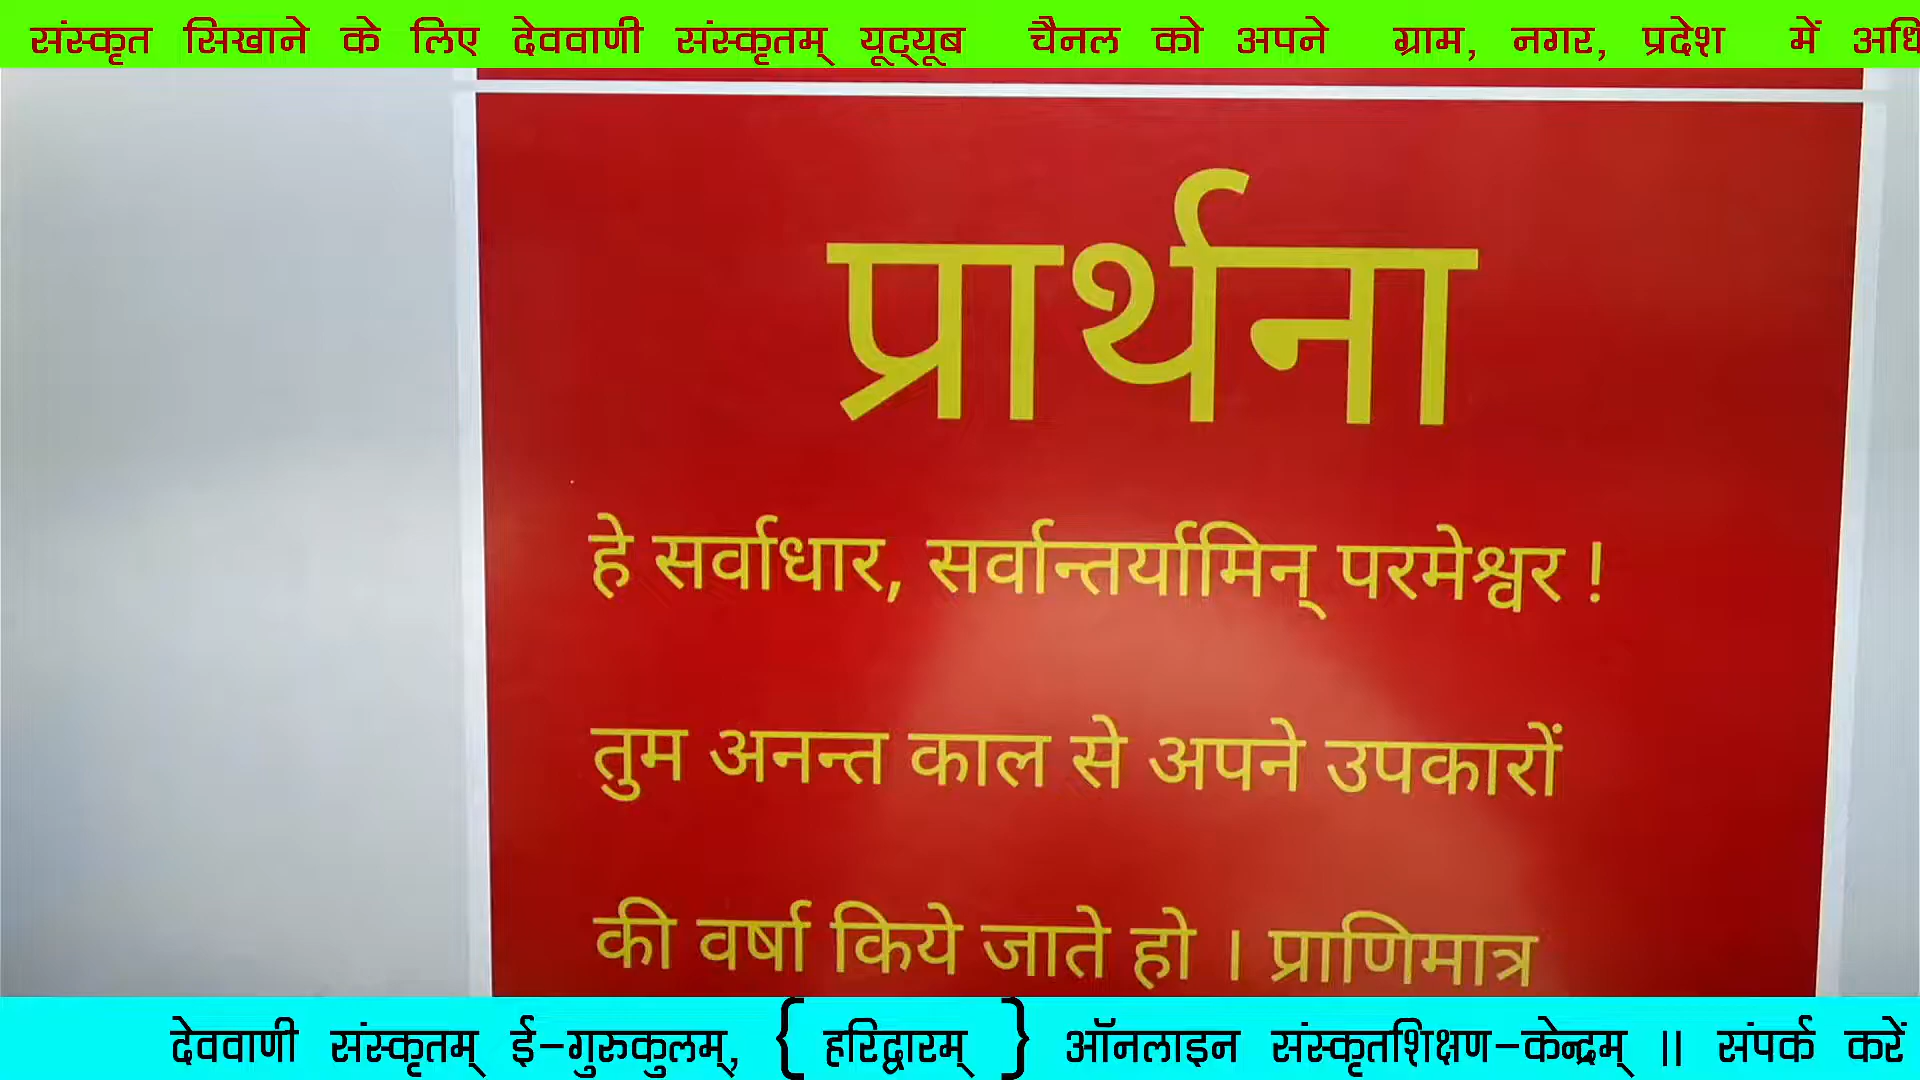 संस्कृत सिखाने के लिए देववाणी संस्कृतम् यूट्यूब चैनल को अपने ग्राम, नगर, प्रदेश में अधि
प्रार्थना
हे सर्वाधार, सर्वान्तर्यामिन् परमेश्वर !
तुम अनन्त काल से अपने उपकारों
की वर्षा किये जाते हो । प्राणिमात्र
देववाणी संस्कृतम् ई-गुरुकुलम्, { हरिद्वारम् } ऑनलाइन संस्कृतशिक्षण-केन्द्रम् ॥ संपर्क करें